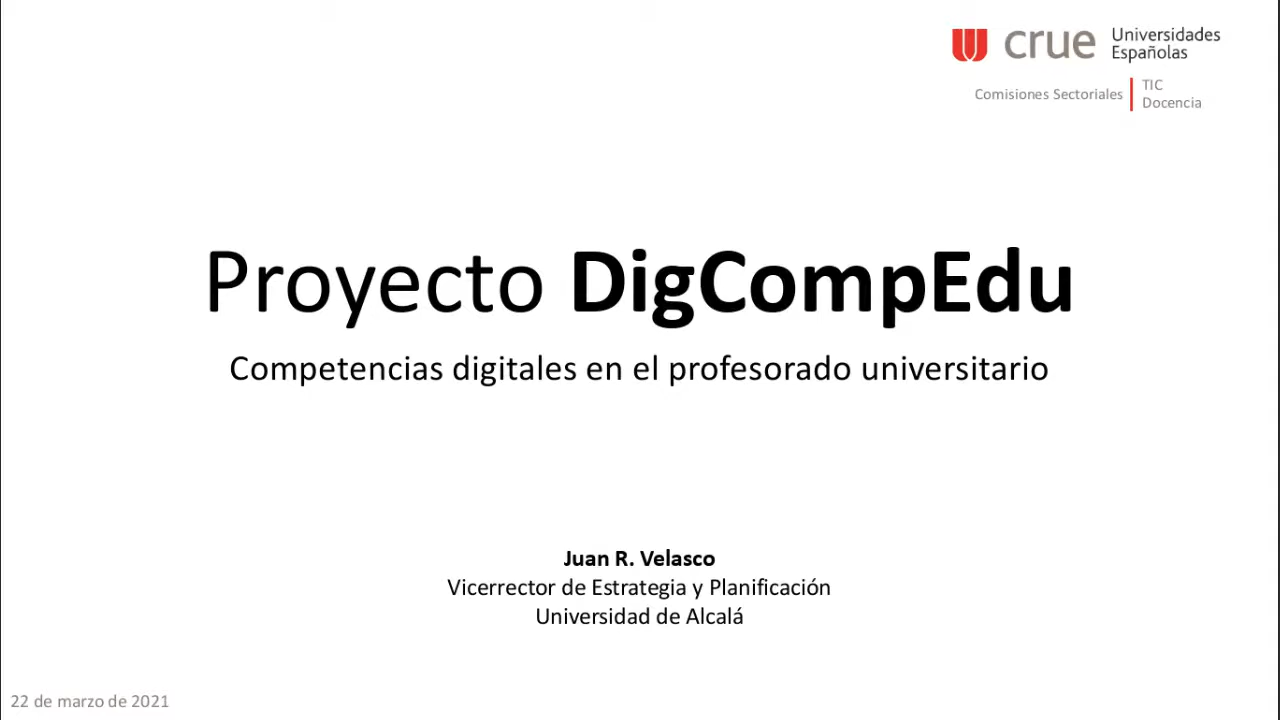 crue Universidades
Españolas
Comisiones Sectoriales TIC
Docencia
Proyecto DigCompEdu
Competencias digitales en el profesorado universitario
Juan R. Velasco
Vicerrector de Estrategia y Planificación
Universidad de Alcalá
22 de marzo de 2021